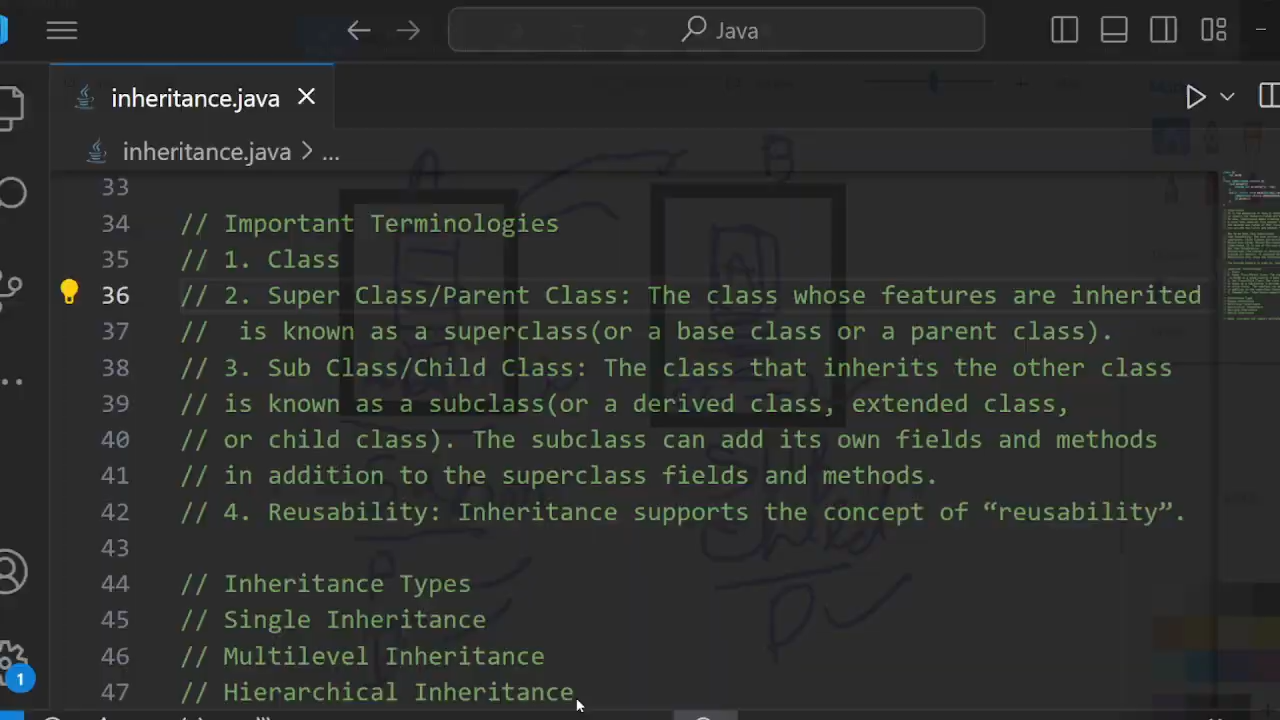 Java
inheritance.java
inheritance.java > ...
33
34 // Important Terminologies
35 // 1. Class
36 // 2. Super Class/Parent Class: The class whose features are inherited
37 //  is known as a superclass(or a base class or a parent class).
38 // 3. Sub Class/Child Class: The class that inherits the other class
39 // is known as a subclass(or a derived class, extended class,
40 // or child class). The subclass can add its own fields and methods
41 // in addition to the superclass fields and methods.
42 // 4. Reusability: Inheritance supports the concept of “reusability”.
43
44 // Inheritance Types
45 // Single Inheritance
46 // Multilevel Inheritance
47 // Hierarchical Inheritance
1
A
B